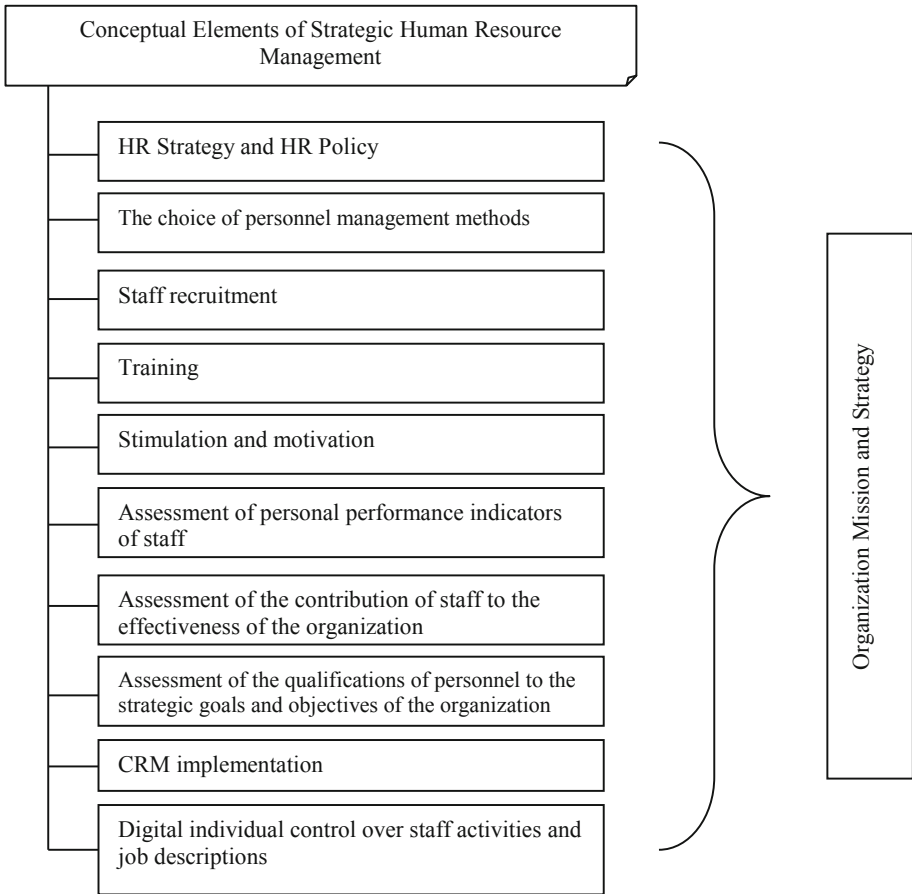 Conceptual Elements of Strategic Human Resource
Management
HR Strategy and HR Policy
The choice of personnel management methods
Staff recruitment
Training
Stimulation and motivation
Assessment of personal performance indicators
of staff
Assessment of the contribution of staff to the
effectiveness of the organization
Assessment of the qualifications of personnel to the
strategic goals and objectives of the organization
CRM implementation
Digital individual control over staff activities and
job descriptions
Organization Mission and Strategy